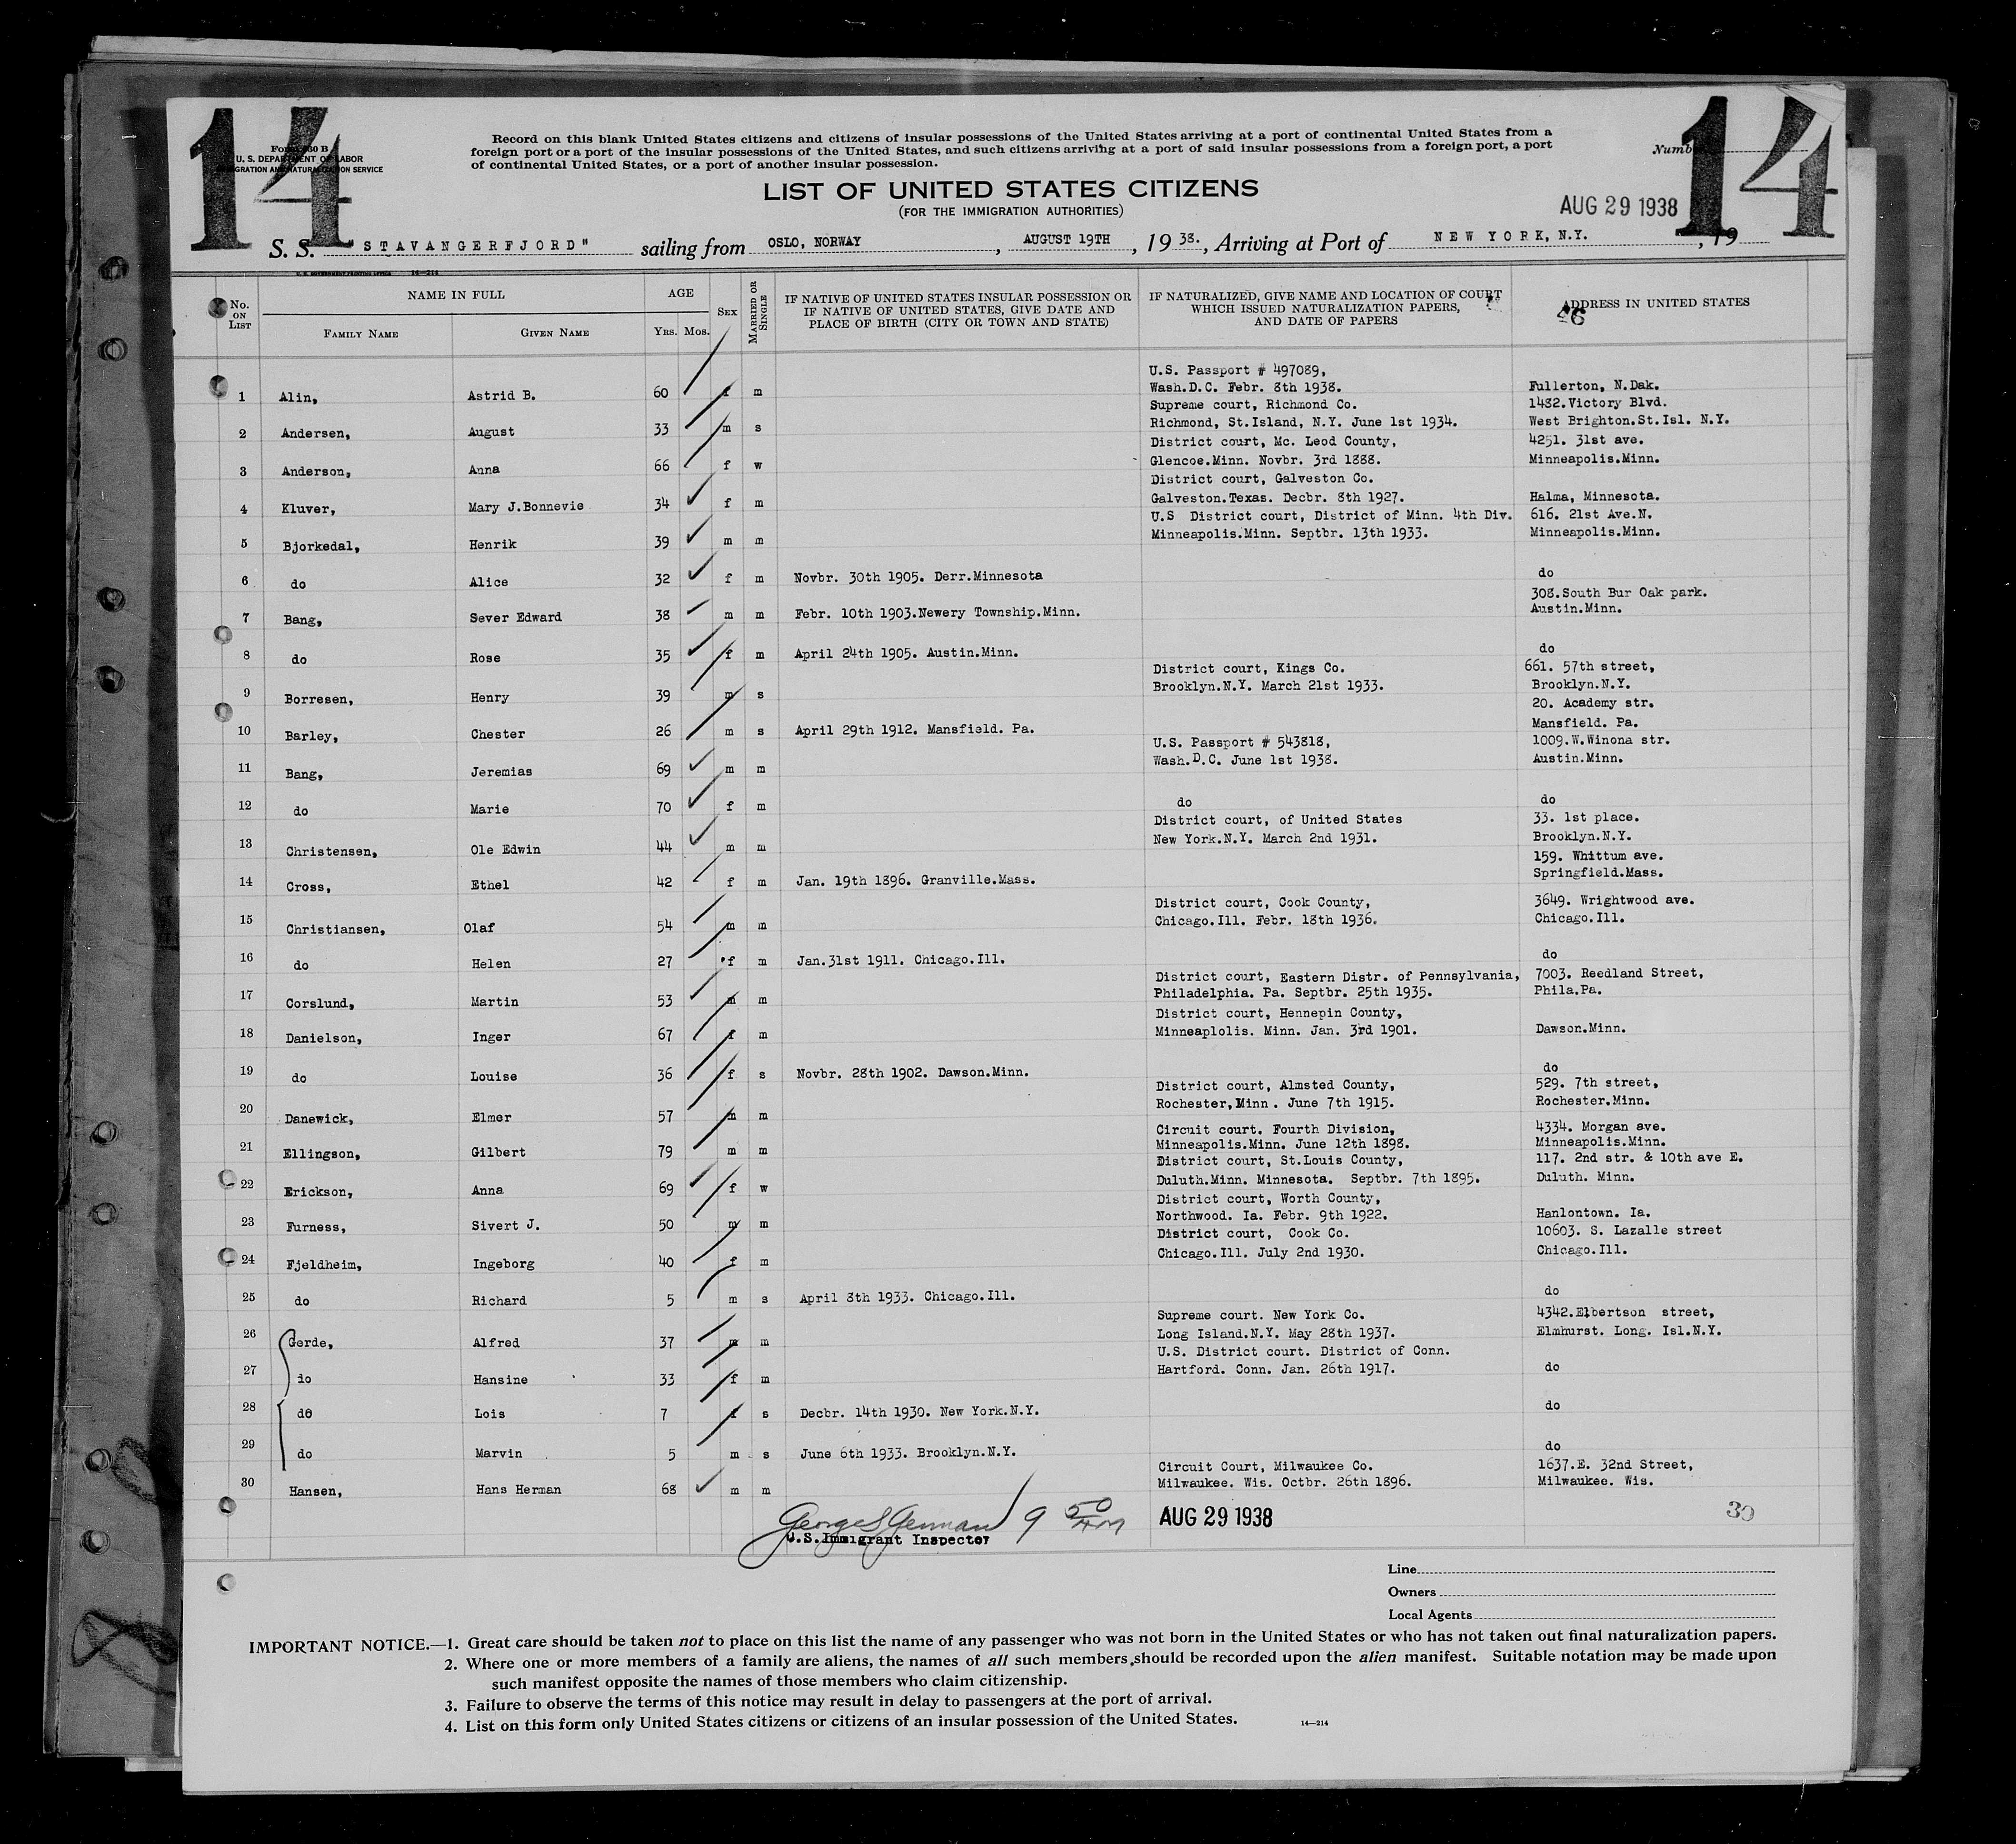 14
14
Form 630 B
U. S. DEPARTMENT OF LABOR
IMMIGRATION AND NATURALIZATION SERVICE
Record on this blank United States citizens and citizens of insular possessions of the United States arriving at a port of continental United States from a
foreign port or a port of the insular possessions of the United States, and such citizens arriving at a port of said insular possessions from a foreign port, a port
of continental United States, or a port of another insular possession.
LIST OF UNITED STATES CITIZENS
(FOR THE IMMIGRATION AUTHORITIES)
AUG 29 1938
S. S. "STAVANGERFJORD" sailing from OSLO, NORWAY, AUGUST 19TH, 19 38., Arriving at Port of NEW YORK, N.Y., 19
14—214
No. ON LIST NAME IN FULL FAMILY NAME GIVEN NAME AGE YRS. MOS. SEX MARRIED OR SINGLE
IF NATIVE OF UNITED STATES INSULAR POSSESSION OR
IF NATIVE OF UNITED STATES, GIVE DATE AND
PLACE OF BIRTH (CITY OR TOWN AND STATE)
IF NATURALIZED, GIVE NAME AND LOCATION OF COURT
WHICH ISSUED NATURALIZATION PAPERS,
AND DATE OF PAPERS
ADDRESS IN UNITED STATES
U.S. Passport # 497089,
1 Alin, Astrid B. 60 f m Wash.D.C. Febr. 8th 1938. Fullerton, N.Dak.
Supreme court, Richmond Co. 1482.Victory Blvd.
2 Andersen, August 33 m s Richmond, St.Island, N.Y. June 1st 1934. West Brighton.St.Isl. N.Y.
District court, Mc. Leod County, 4251. 31st ave.
3 Anderson, Anna 66 f w Glencoe.Minn. Novbr. 3rd 1888. Minneapolis.Minn.
District court, Galveston Co.
4 Kluver, Mary J.Bonnevie 34 f m Galveston.Texas. Decbr. 8th 1927. Halma, Minnesota.
U.S District court, District of Minn. 4th Div. 616. 21st Ave.N.
5 Bjorkedal, Henrik 39 m m Minneapolis.Minn. Septbr. 13th 1933. Minneapolis.Minn.
6 do Alice 32 f m Novbr. 30th 1905. Derr.Minnesota do
308.South Bur Oak park.
7 Bang, Sever Edward 38 m m Febr. 10th 1903.Newery Township.Minn. Austin.Minn.
8 do Rose 35 f m April 24th 1905. Austin.Minn. do
District court, Kings Co. 661. 57th street,
9 Borresen, Henry 39 m s Brooklyn.N.Y. March 21st 1933. Brooklyn.N.Y.
20. Academy str.
10 Barley, Chester 26 m s April 29th 1912. Mansfield. Pa. Mansfield. Pa.
U.S. Passport # 543818, 1009.W.Winona str.
11 Bang, Jeremias 69 m m Wash.D.C. June 1st 1938. Austin.Minn.
12 do Marie 70 f m do do
District court, of United States 33. 1st place.
13 Christensen, Ole Edwin 44 m m New York.N.Y. March 2nd 1931. Brooklyn.N.Y.
159. Whittum ave.
14 Cross, Ethel 42 f m Jan. 19th 1896. Granville.Mass. Springfield.Mass.
District court, Cook County, 3649. Wrightwood ave.
15 Christiansen, Olaf 54 m m Chicago.Ill. Febr. 18th 1936. Chicago.Ill.
16 do Helen 27 f m Jan.31st 1911. Chicago.Ill. do
District court, Eastern Distr. of Pennsylvania, 7003. Reedland Street,
17 Corslund, Martin 53 m m Philadelphia. Pa. Septbr. 25th 1935. Phila.Pa.
District court, Hennepin County,
18 Danielson, Inger 67 f m Minneaplolis. Minn. Jan. 3rd 1901. Dawson.Minn.
19 do Louise 36 f s Novbr. 28th 1902. Dawson.Minn. do
District court, Almsted County, 529. 7th street,
20 Danewick, Elmer 57 m m Rochester,Minn. June 7th 1915. Rochester.Minn.
Circuit court. Fourth Division, 4334. Morgan ave.
21 Ellingson, Gilbert 79 m m Minneapolis.Minn. June 12th 1898. Minneapolis.Minn.
District court, St.Louis County, 117. 2nd str. & 10th ave E.
22 Erickson, Anna 69 f w Duluth.Minn. Minnesota. Septbr. 7th 1895. Duluth. Minn.
District court, Worth County,
23 Furness, Sivert J. 50 m m Northwood. Ia. Febr. 9th 1922. Hanlontown. Ia.
District court, Cook Co. 10603. S. Lazalle street
24 Fjeldheim, Ingeborg 40 f m Chicago.Ill. July 2nd 1930. Chicago.Ill.
25 do Richard 5 m s April 8th 1933. Chicago.Ill. do
Supreme court. New York Co. 4342.Elbertson street,
26 Gerde, Alfred 37 m m Long Island.N.Y. May 28th 1937. Elmhurst. Long. Isl.N.Y.
U.S. District court. District of Conn.
27 do Hansine 33 f m Hartford. Conn. Jan. 26th 1917. do
28 do Lois 7 f s Decbr. 14th 1930. New York.N.Y. do
29 do Marvin 5 m s June 6th 1933. Brooklyn.N.Y. do
Circuit Court, Milwaukee Co. 1637.E. 32nd Street,
30 Hansen, Hans Herman 68 m m Milwaukee. Wis. Octbr. 26th 1896. Milwaukee. Wis.
9 50 AM AUG 29 1938 30
U.S.Immigrant Inspector
Line
Owners
Local Agents
IMPORTANT NOTICE.—1. Great care should be taken not to place on this list the name of any passenger who was not born in the United States or who has not taken out final naturalization papers.
2. Where one or more members of a family are aliens, the names of all such members should be recorded upon the alien manifest. Suitable notation may be made upon
such manifest opposite the names of those members who claim citizenship.
3. Failure to observe the terms of this notice may result in delay to passengers at the port of arrival.
4. List on this form only United States citizens or citizens of an insular possession of the United States. 14—214